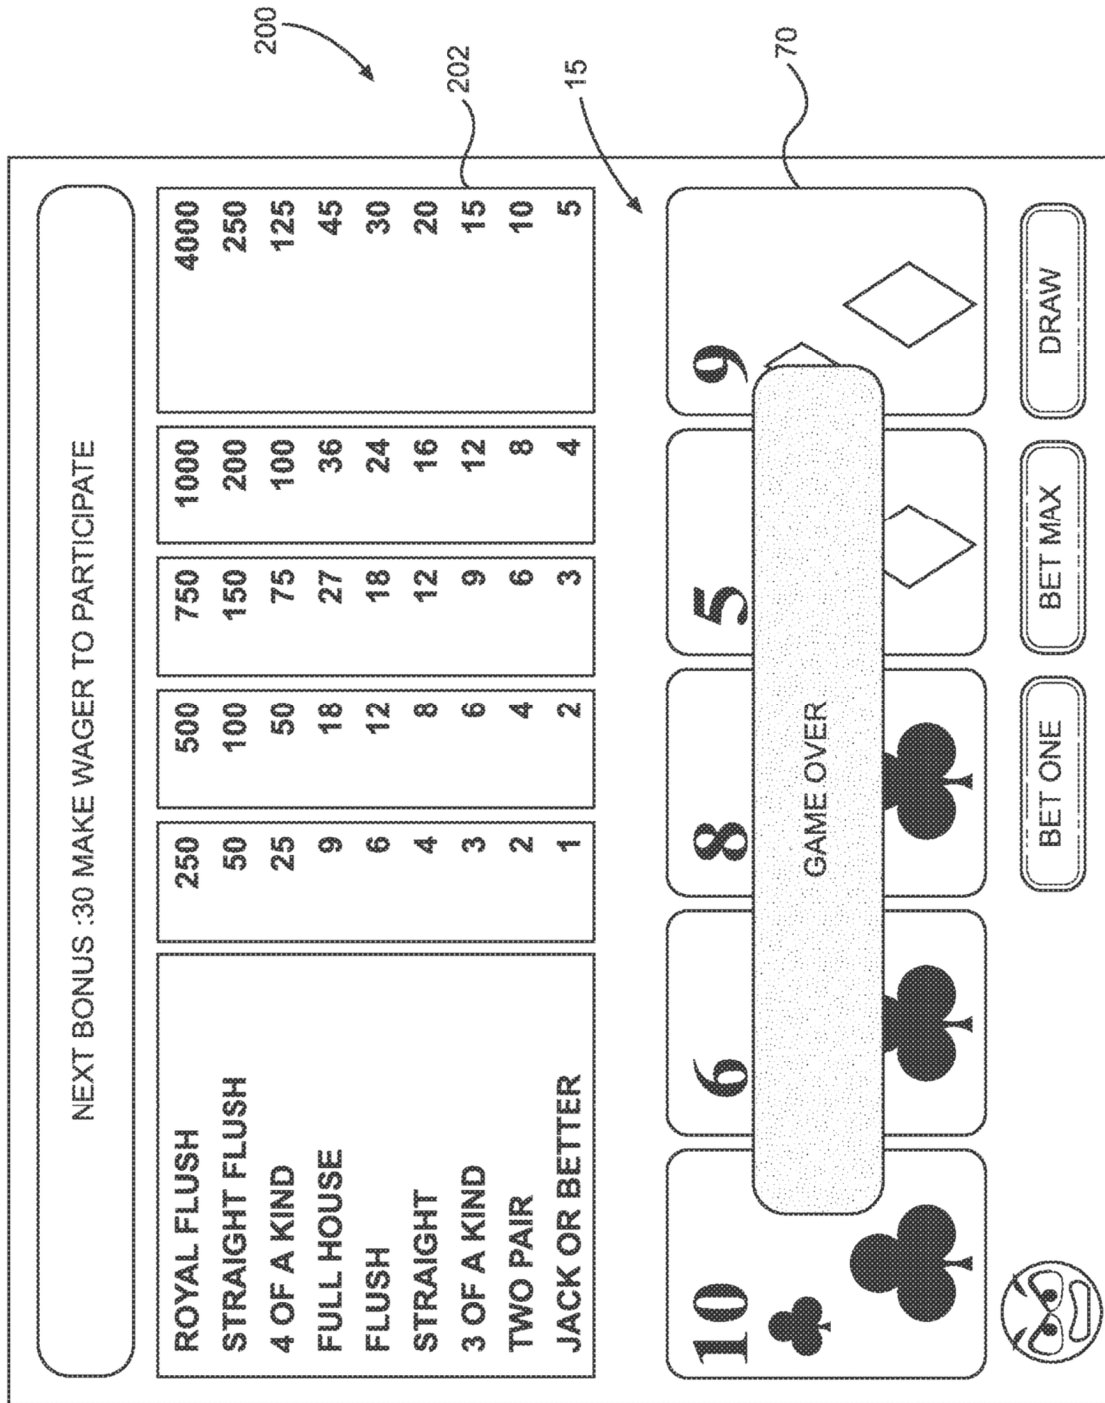 200
NEXT BONUS :30 MAKE WAGER TO PARTICIPATE
ROYAL FLUSH 250 500 750 1000 4000
STRAIGHT FLUSH 50 100 150 200 250
4 OF A KIND 25 50 75 100 125
FULL HOUSE 9 18 27 36 45
FLUSH 6 12 18 24 30
STRAIGHT 4 8 12 16 20
3 OF A KIND 3 6 9 12 15
TWO PAIR 2 4 6 8 10
JACK OR BETTER 1 2 3 4 5
202
15
10 6 8 5 9
GAME OVER
70
BET ONE BET MAX DRAW